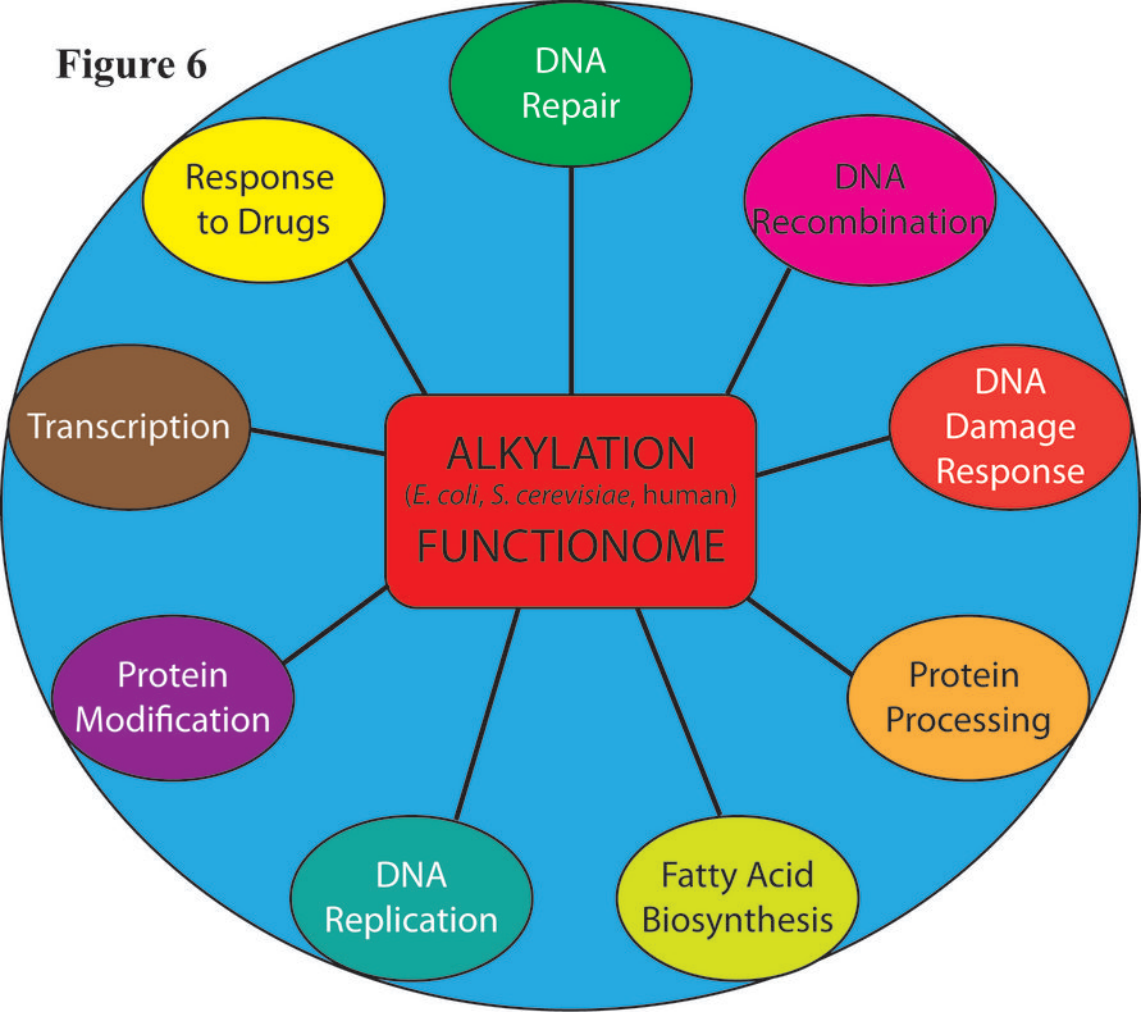 Figure 6
DNA
Repair
Response
to Drugs
DNA
Recombination
Transcription
DNA
Damage
Response
ALKYLATION
(E. coli, S. cerevisiae, human)
FUNCTIONOME
Protein
Modification
Protein
Processing
DNA
Replication
Fatty Acid
Biosynthesis